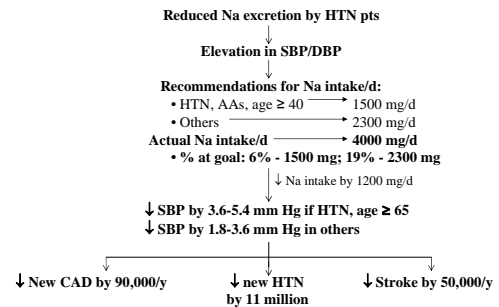 Reduced Na excretion by HTN pts
Elevation in SBP/DBP
Recommendations for Na intake/d:
• HTN, AAs, age ≥ 40 1500 mg/d
• Others 2300 mg/d
Actual Na intake/d 4000 mg/d
• % at goal: 6% - 1500 mg; 19% - 2300 mg
↓ Na intake by 1200 mg/d
↓ SBP by 3.6-5.4 mm Hg if HTN, age ≥ 65
↓ SBP by 1.8-3.6 mm Hg in others
↓ New CAD by 90,000/y ↓ new HTN ↓ Stroke by 50,000/y
by 11 million